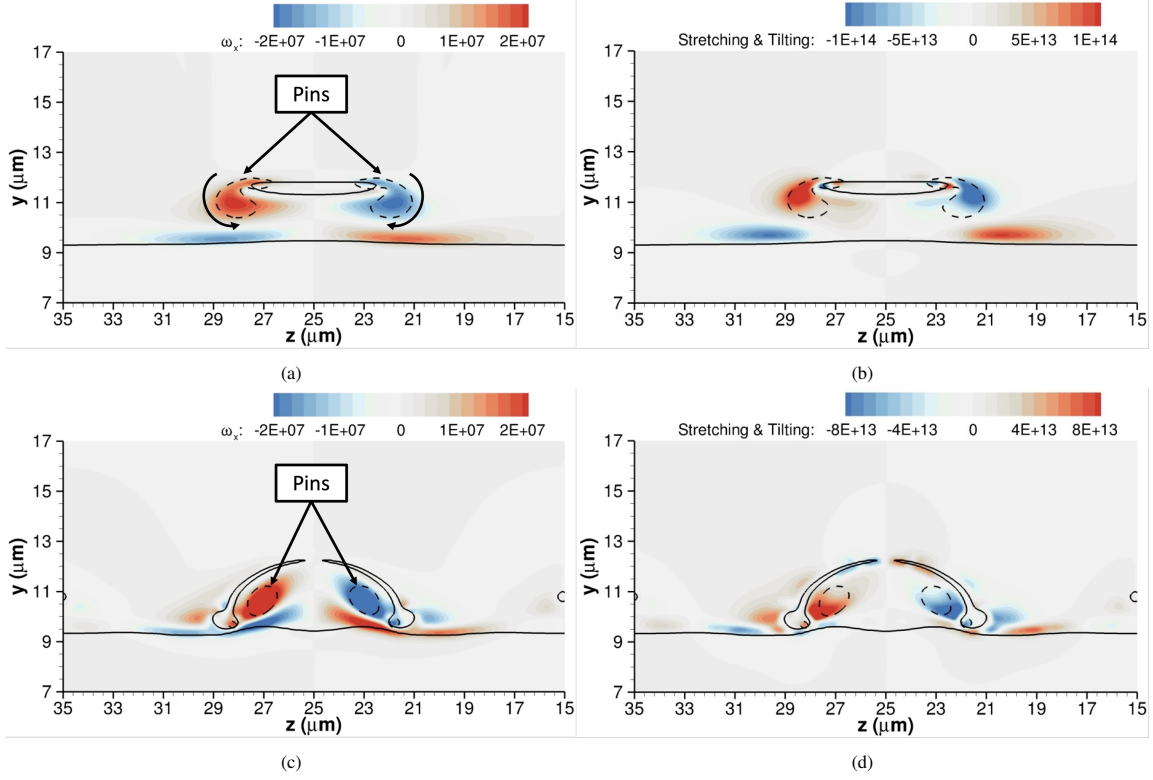 ωx: -2E+07 -1E+07 0 1E+07 2E+07
17
15
13
11
9
7
y (μm)
Pins
35 33 31 29 27 25 23 21 19 17 15
z (μm)
(a)
Stretching & Tilting: -1E+14 -5E+13 0 5E+13 1E+14
17
15
13
11
9
7
y (μm)
35 33 31 29 27 25 23 21 19 17 15
z (μm)
(b)
ωx: -2E+07 -1E+07 0 1E+07 2E+07
17
15
13
11
9
7
y (μm)
Pins
35 33 31 29 27 25 23 21 19 17 15
z (μm)
(c)
Stretching & Tilting: -8E+13 -4E+13 0 4E+13 8E+13
17
15
13
11
9
7
y (μm)
35 33 31 29 27 25 23 21 19 17 15
z (μm)
(d)